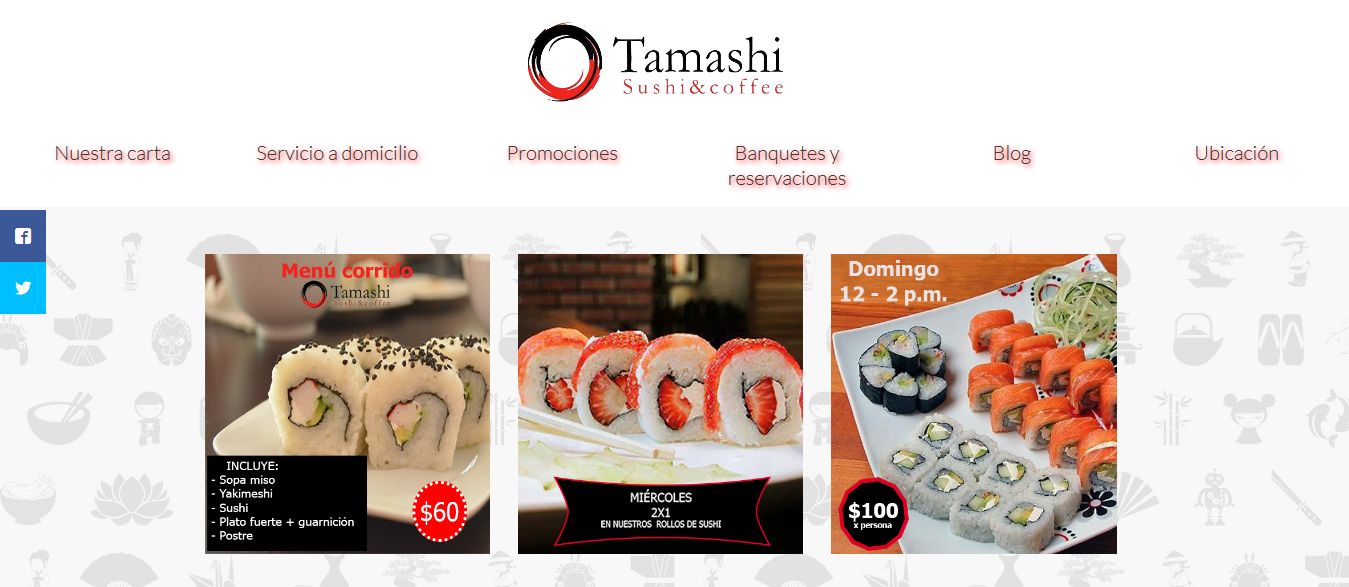 Tamashi
Sushi&coffee
Nuestra carta
Servicio a domicilio
Promociones
Banquetes y
reservaciones
Blog
Ubicación
Menú corrido
Tamashi
Sushi&coffee
INCLUYE:
- Sopa miso
- Yakimeshi
- Sushi
- Plato fuerte + guarnición
- Postre
$60
MIÉRCOLES
2X1
EN NUESTROS ROLLOS DE SUSHI
Domingo
12 - 2 p.m.
$100
x persona